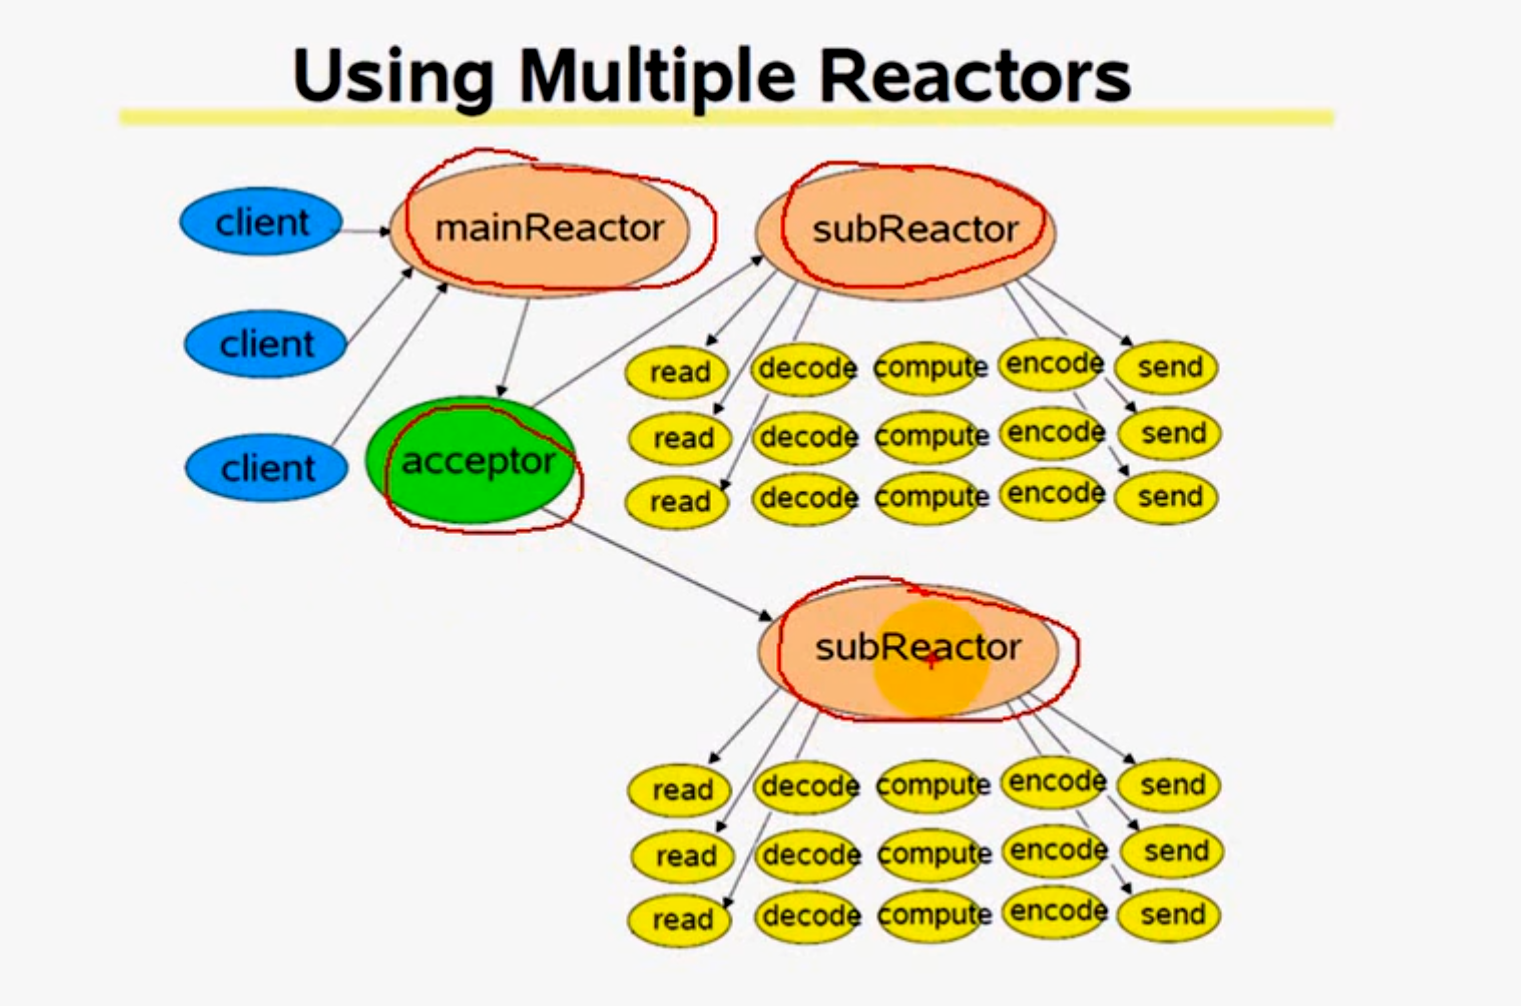 Using Multiple Reactors
client
mainReactor
subReactor
client
client
acceptor
read decode compute encode send
read decode compute encode send
read decode compute encode send
subReactor
read decode compute encode send
read decode compute encode send
read decode compute encode send